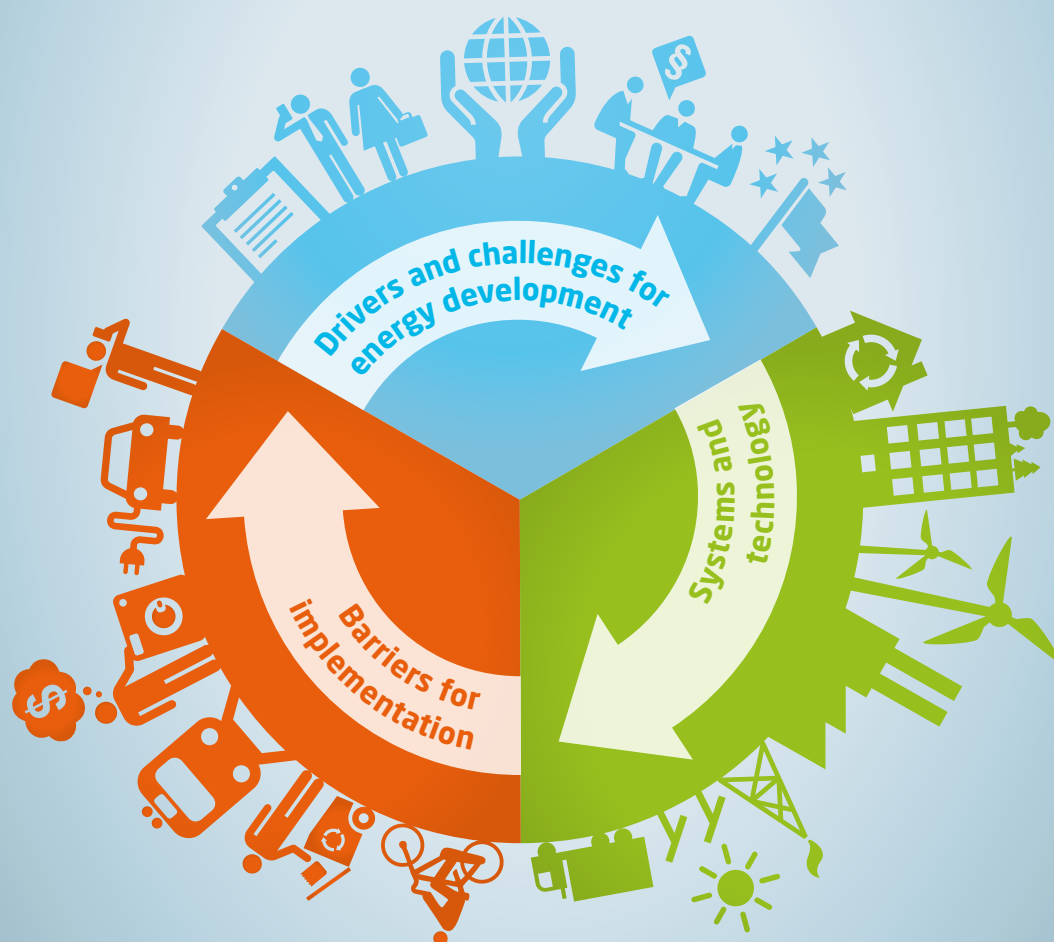 §
Drivers and challenges for
energy development
Systems and
technology
Barriers for
implementation
$